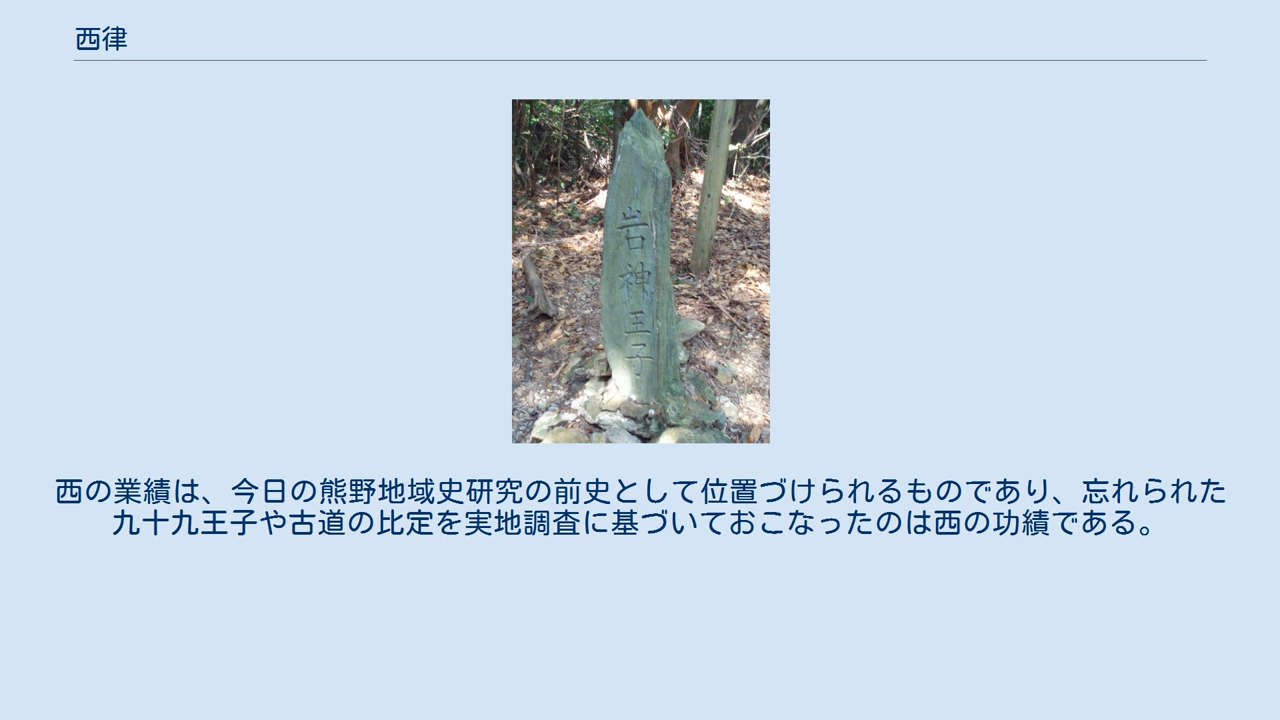 西律
岩神王子
西の業績は、今日の熊野地域史研究の前史として位置づけられるものであり、忘れられた
九十九王子や古道の比定を実地調査に基づいておこなったのは西の功績である。